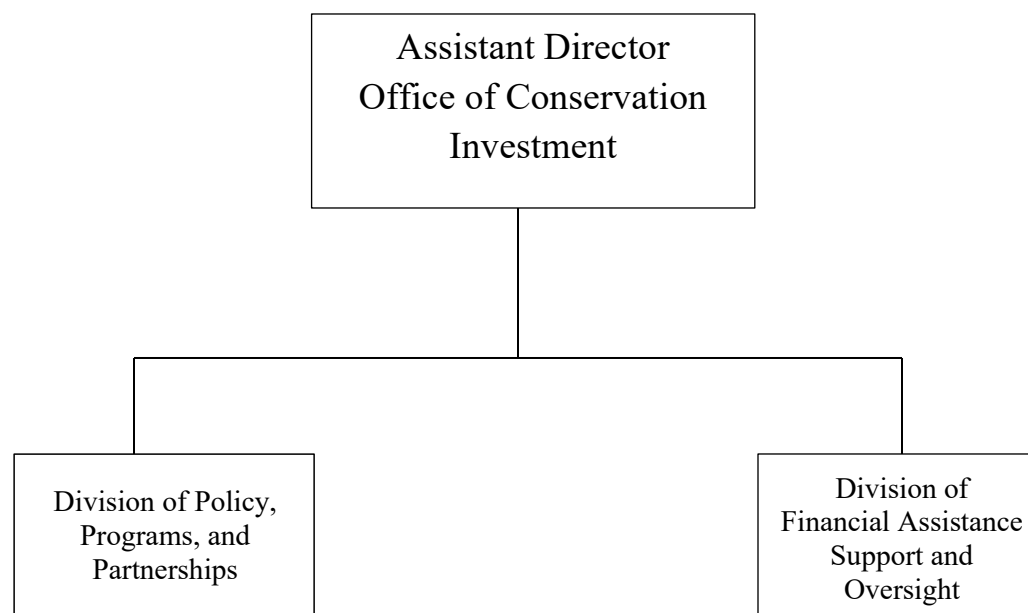 Assistant Director
Office of Conservation
Investment
Division of Policy,
Programs, and
Partnerships
Division of
Financial Assistance
Support and
Oversight